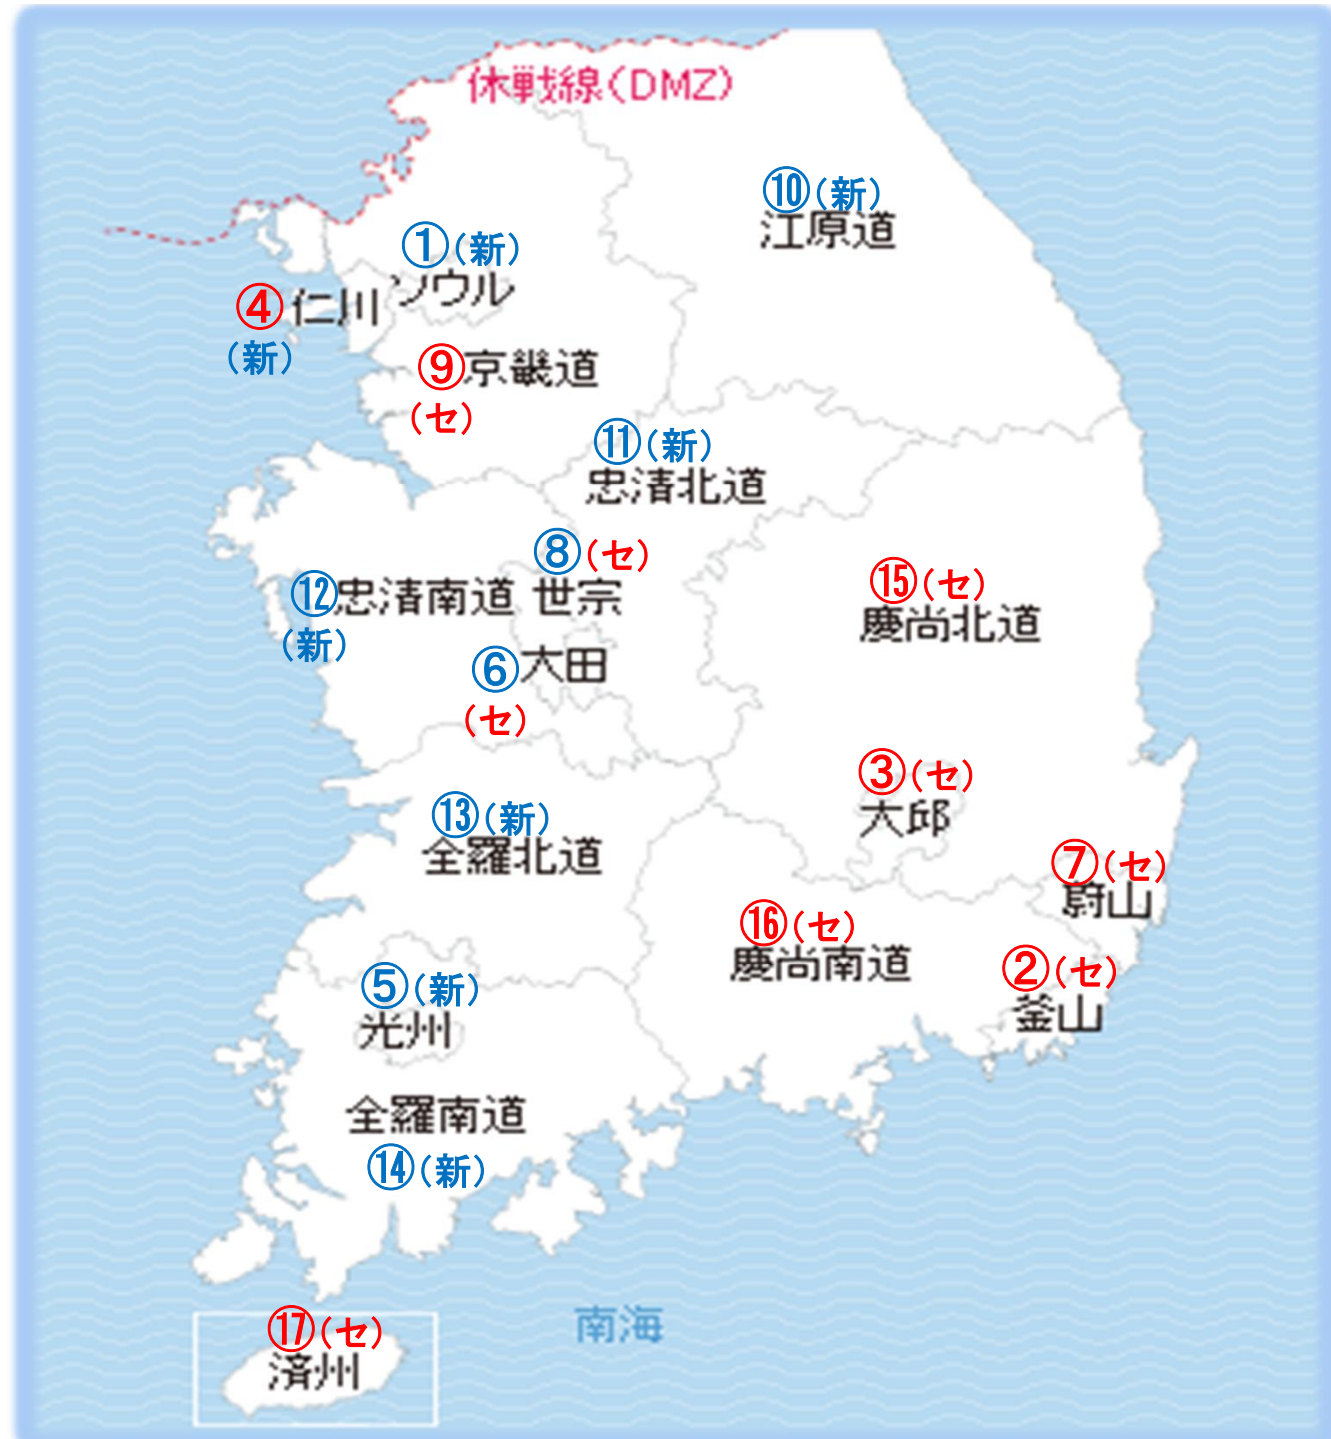 休戦線(DMZ)
⑩(新)
江原道
①(新)
ソウル
④仁川
(新)
⑨京畿道
(セ)
⑪(新)
忠清北道
⑧(セ)
⑫忠清南道 世宗
(新)
⑮(セ)
慶尚北道
⑥大田
(セ)
③(セ)
大邱
⑬(新)
全羅北道
⑦(セ)
蔚山
⑯(セ)
慶尚南道
②(セ)
釜山
⑤(新)
光州
全羅南道
⑭(新)
南海
⑰(セ)
済州